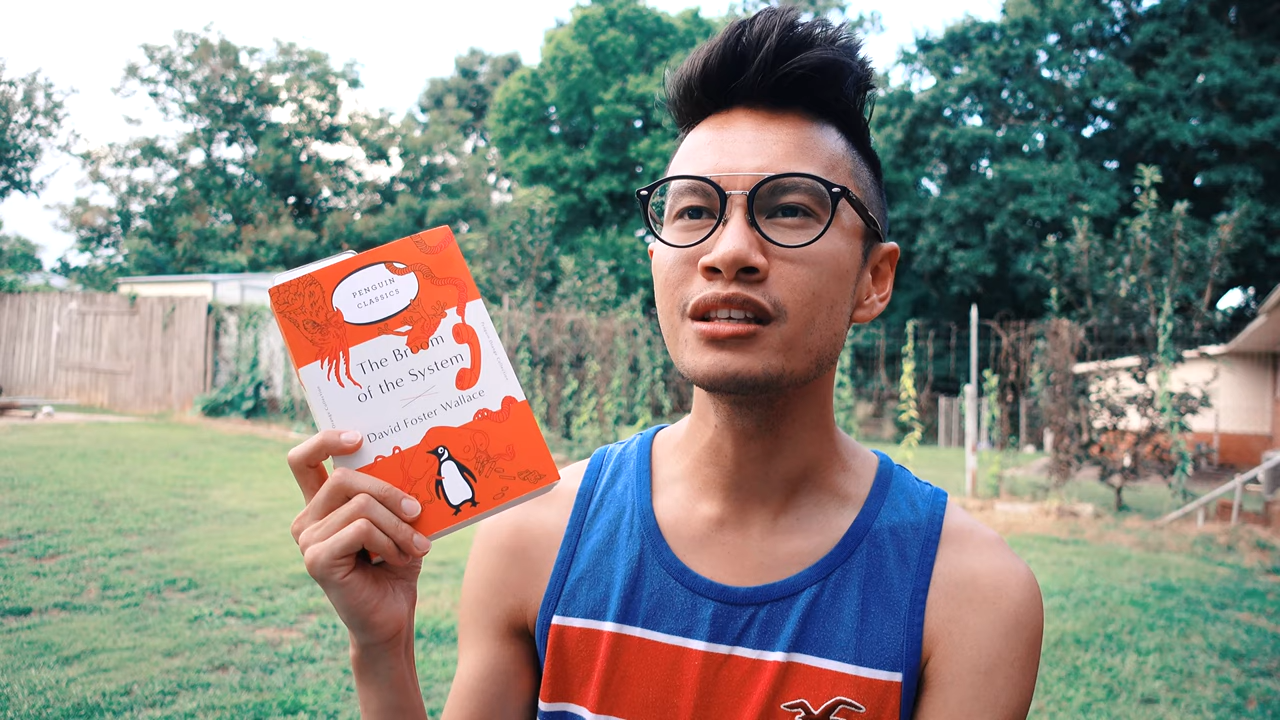 PENGUIN
CLASSICS
The Broom
of the System
David Foster Wallace